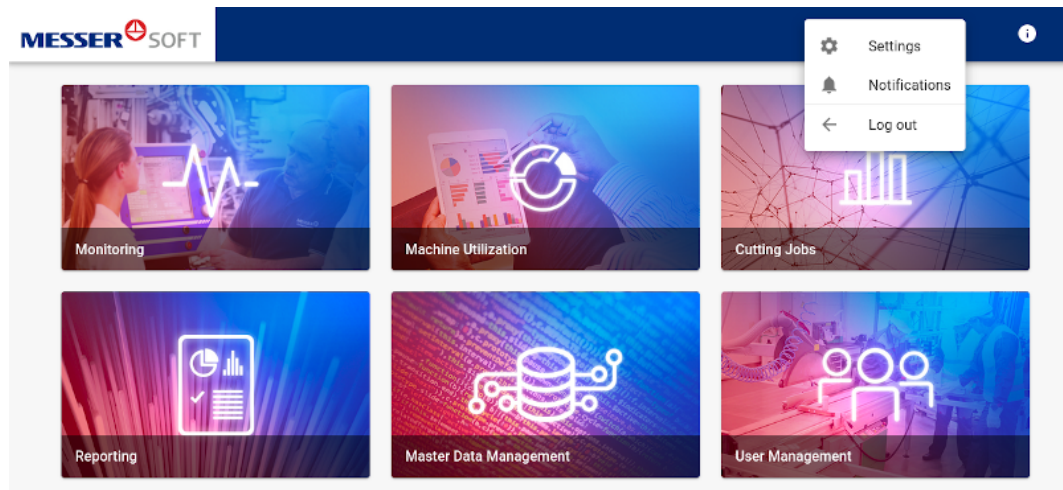 MESSER SOFT
Settings
Notifications
Log out
Monitoring
Machine Utilization
Cutting Jobs
Reporting
Master Data Management
User Management